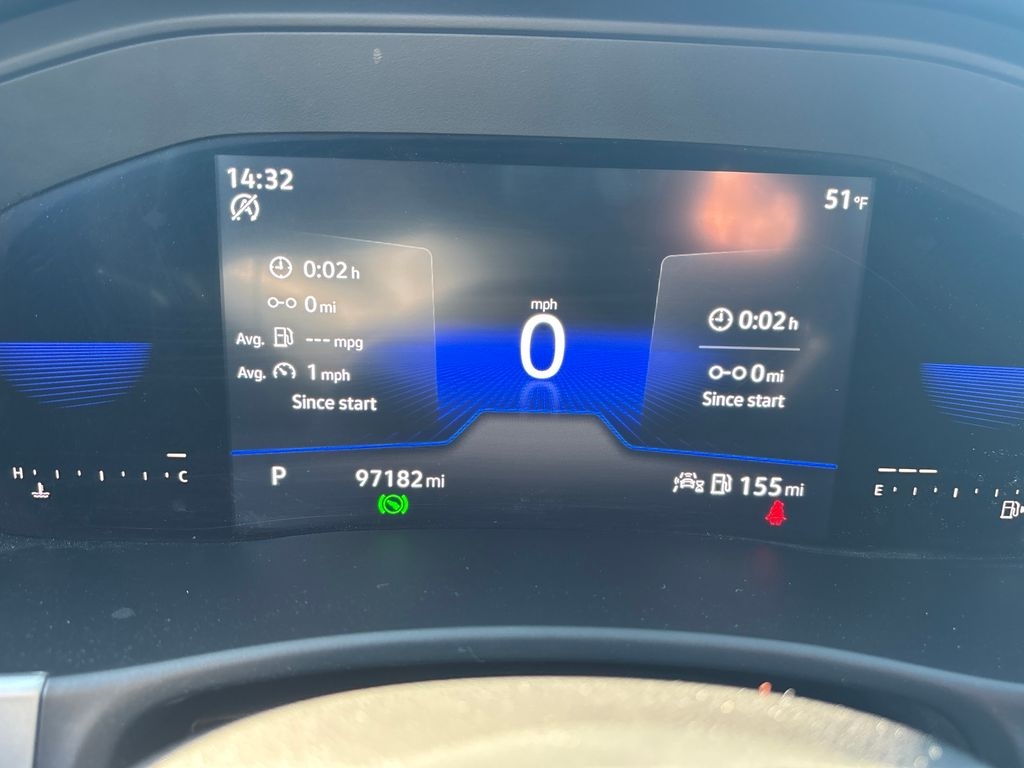 14:32
51 °F
0:02 h
0 mi
Avg. --- mpg
Avg. 1 mph
Since start
mph
0
0:02 h
0 mi
Since start
H C
P
97182 mi
155 mi
E